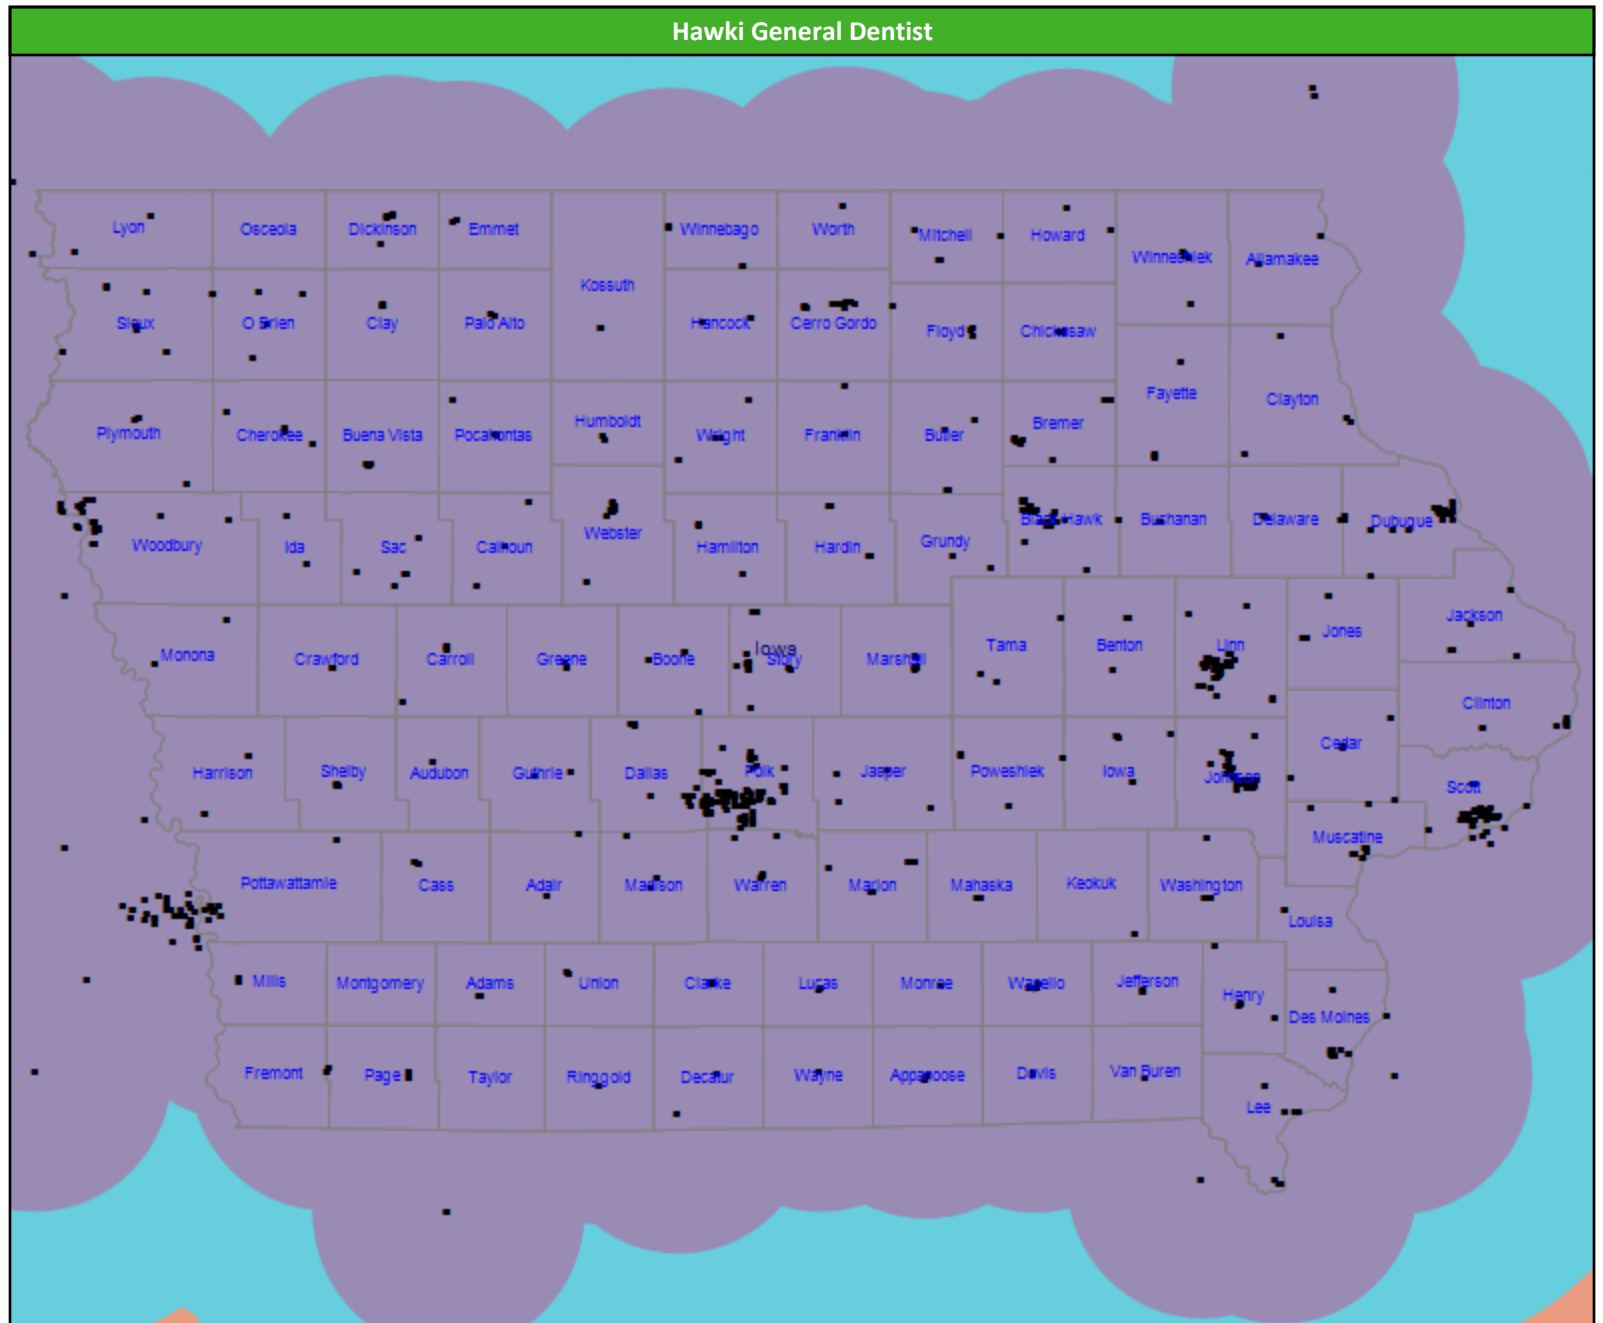 Hawki General Dentist
Lyon
Osceola
Dickinson
Emmet
Winnebago
Worth
Mitchell
Howard
Winneshiek
Allamakee
Kossuth
Sioux
O Brien
Clay
Palo Alto
Hancock
Cerro Gordo
Floyd
Chickasaw
Fayette
Clayton
Plymouth
Cherokee
Buena Vista
Pocahontas
Humboldt
Wright
Franklin
Butler
Bremer
Woodbury
Ida
Sac
Calhoun
Webster
Hamilton
Hardin
Grundy
Black Hawk
Buchanan
Delaware
Dubuque
Monona
Crawford
Carroll
Greene
Boone
Iowa
Story
Marshall
Tama
Benton
Linn
Jones
Jackson
Clinton
Harrison
Shelby
Audubon
Guthrie
Dallas
Polk
Jasper
Poweshiek
Iowa
Johnson
Cedar
Scott
Muscatine
Pottawattamie
Cass
Adair
Madison
Warren
Marion
Mahaska
Keokuk
Washington
Louisa
Mills
Montgomery
Adams
Union
Clarke
Lucas
Monroe
Wapello
Jefferson
Henry
Des Moines
Fremont
Page
Taylor
Ringgold
Decatur
Wayne
Appanoose
Davis
Van Buren
Lee